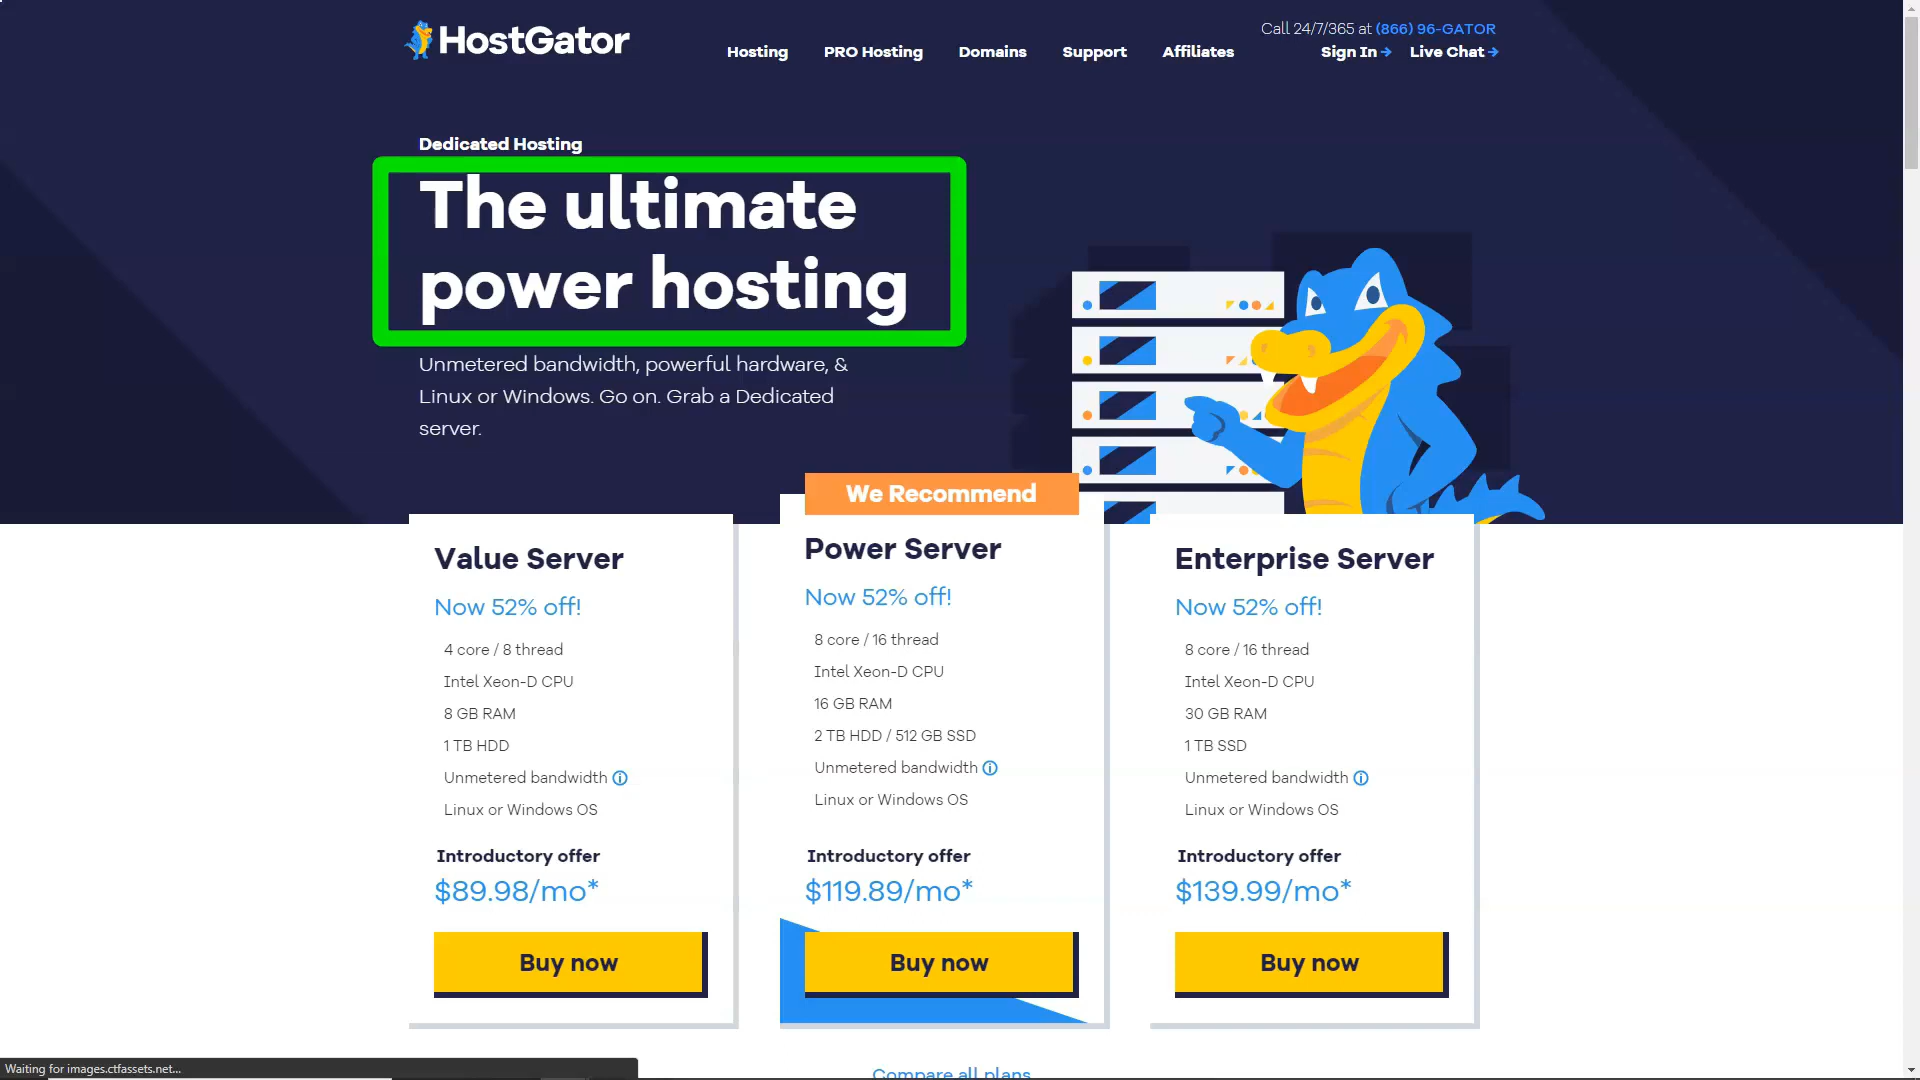 HostGator
Hosting
PRO Hosting
Domains
Support
Affiliates
Call 24/7/365 at (866) 96-GATOR
Sign In
Live Chat
Dedicated Hosting
The ultimate
power hosting
Unmetered bandwidth, powerful hardware, &
Linux or Windows. Go on. Grab a Dedicated
server.
Value Server
Now 52% off!
4 core / 8 thread
Intel Xeon-D CPU
8 GB RAM
1 TB HDD
Unmetered bandwidth
Linux or Windows OS
Introductory offer
$89.98/mo*
Buy now
We Recommend
Power Server
Now 52% off!
8 core / 16 thread
Intel Xeon-D CPU
16 GB RAM
2 TB HDD / 512 GB SSD
Unmetered bandwidth
Linux or Windows OS
Introductory offer
$119.89/mo*
Buy now
Enterprise Server
Now 52% off!
8 core / 16 thread
Intel Xeon-D CPU
30 GB RAM
1 TB SSD
Unmetered bandwidth
Linux or Windows OS
Introductory offer
$139.99/mo*
Buy now
Compare all plans
Waiting for images.ctfassets.net...